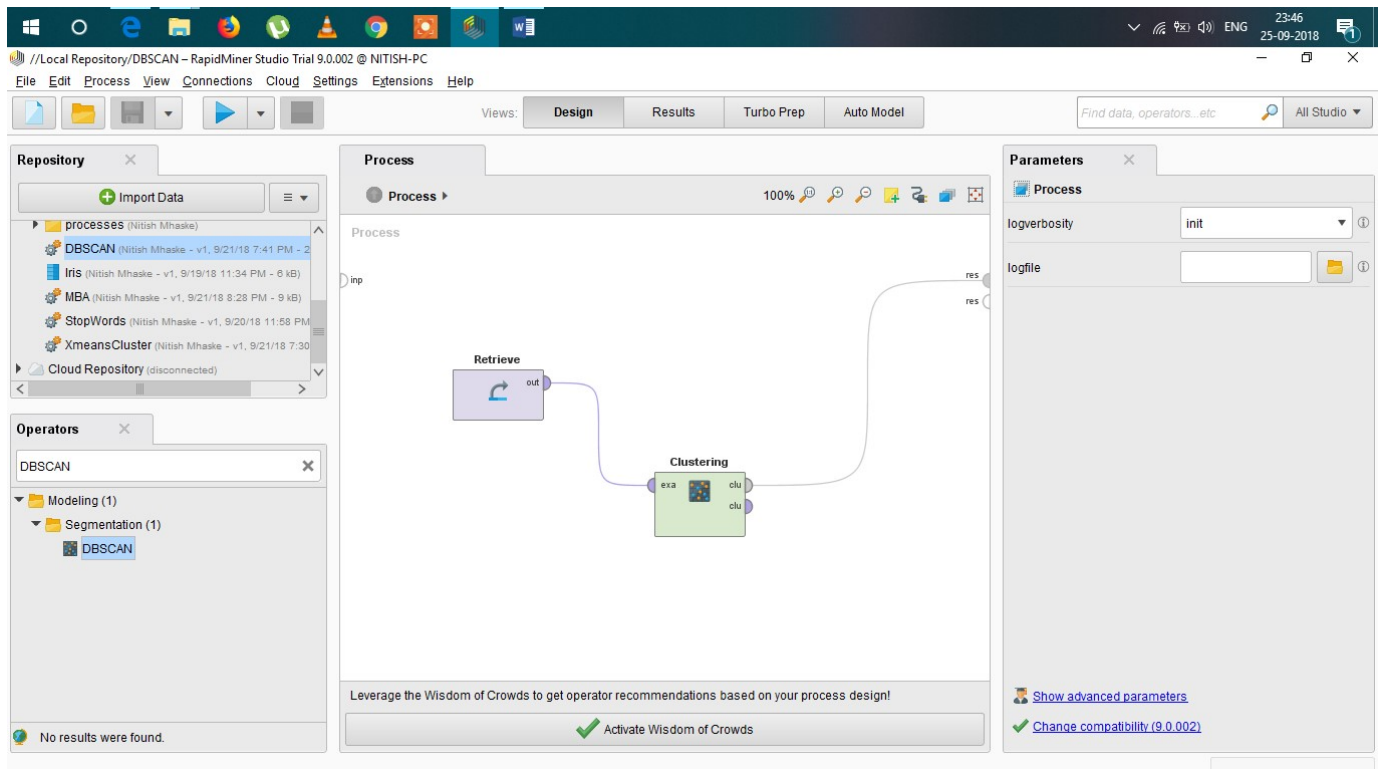 W
ENG
23:46
25-09-2018
1
//Local Repository/DBSCAN – RapidMiner Studio Trial 9.0.002 @ NITISH-PC
File Edit Process View Connections Cloud Settings Extensions Help
Views: Design Results Turbo Prep Auto Model
Find data, operators...etc
All Studio
Repository
Import Data
processes (Nitish Mhaske)
DBSCAN (Nitish Mhaske - v1, 9/21/18 7:41 PM - 2
Iris (Nitish Mhaske - v1, 9/19/18 11:34 PM - 6 kB)
MBA (Nitish Mhaske - v1, 9/21/18 8:28 PM - 9 kB)
StopWords (Nitish Mhaske - v1, 9/20/18 11:58 PM
XmeansCluster (Nitish Mhaske - v1, 9/21/18 7:30
Cloud Repository (disconnected)
Operators
DBSCAN
Modeling (1)
Segmentation (1)
DBSCAN
No results were found.
Process
Process
100%
Process
inp
res
res
Retrieve
out
Clustering
exa clu
clu
Leverage the Wisdom of Crowds to get operator recommendations based on your process design!
Activate Wisdom of Crowds
Parameters
Process
logverbosity init
logfile
Show advanced parameters
Change compatibility (9.0.002)